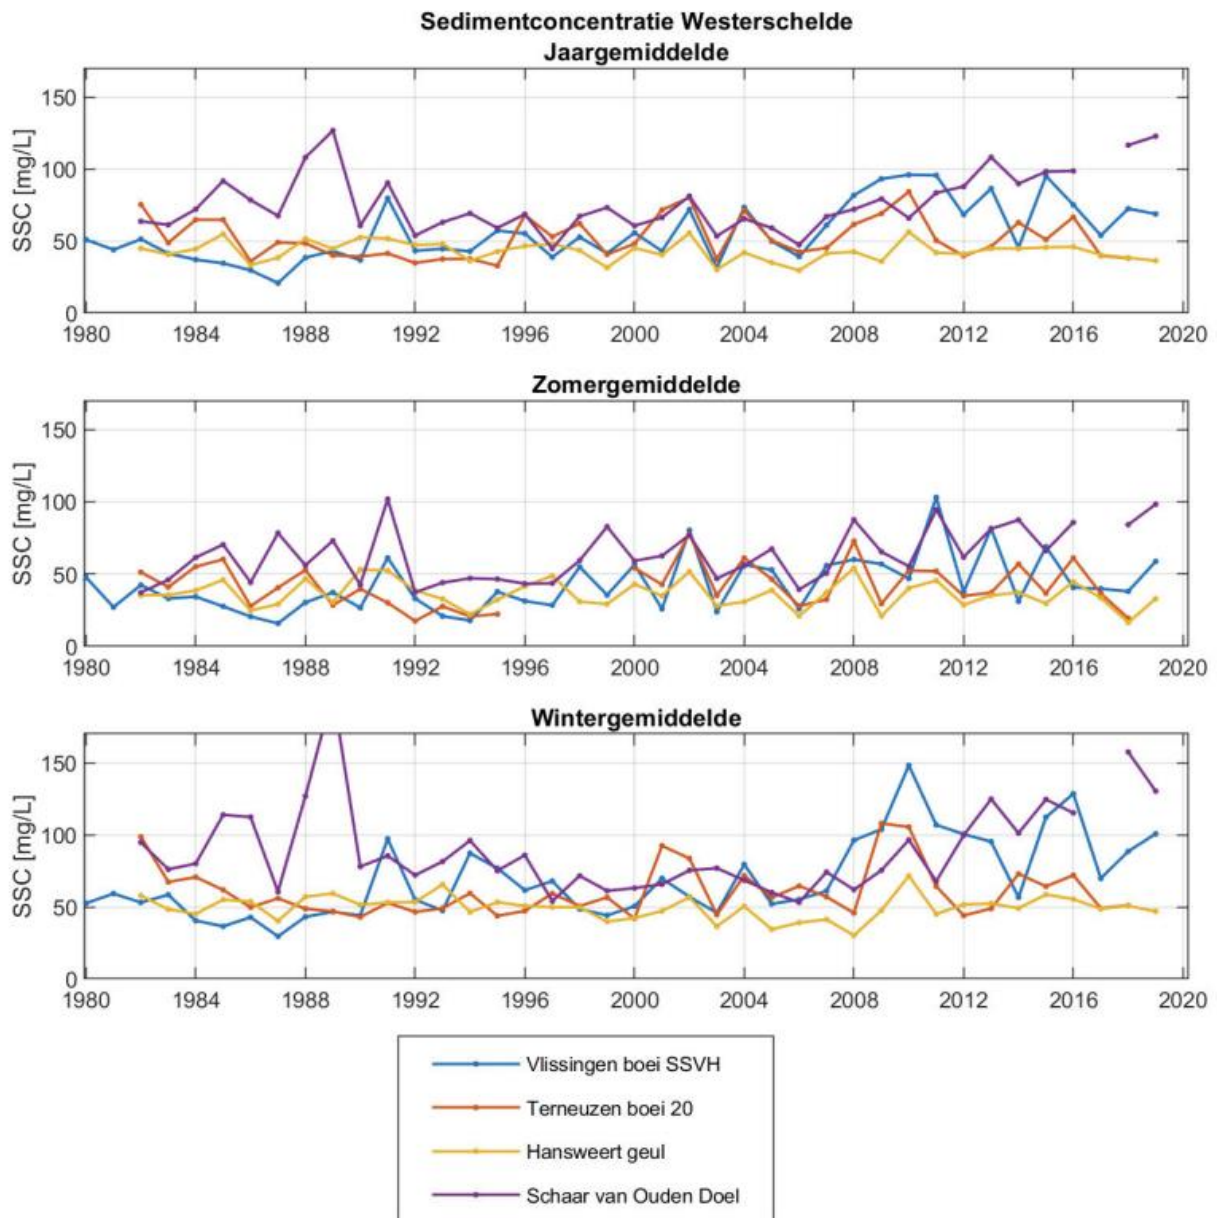 Sedimentconcentratie Westerschelde
Jaargemiddelde
SSC [mg/L]
150
100
50
0
1980 1984 1988 1992 1996 2000 2004 2008 2012 2016 2020
Zomergemiddelde
SSC [mg/L]
150
100
50
0
1980 1984 1988 1992 1996 2000 2004 2008 2012 2016 2020
Wintergemiddelde
SSC [mg/L]
150
100
50
0
1980 1984 1988 1992 1996 2000 2004 2008 2012 2016 2020
Vlissingen boei SSVH
Terneuzen boei 20
Hansweert geul
Schaar van Ouden Doel